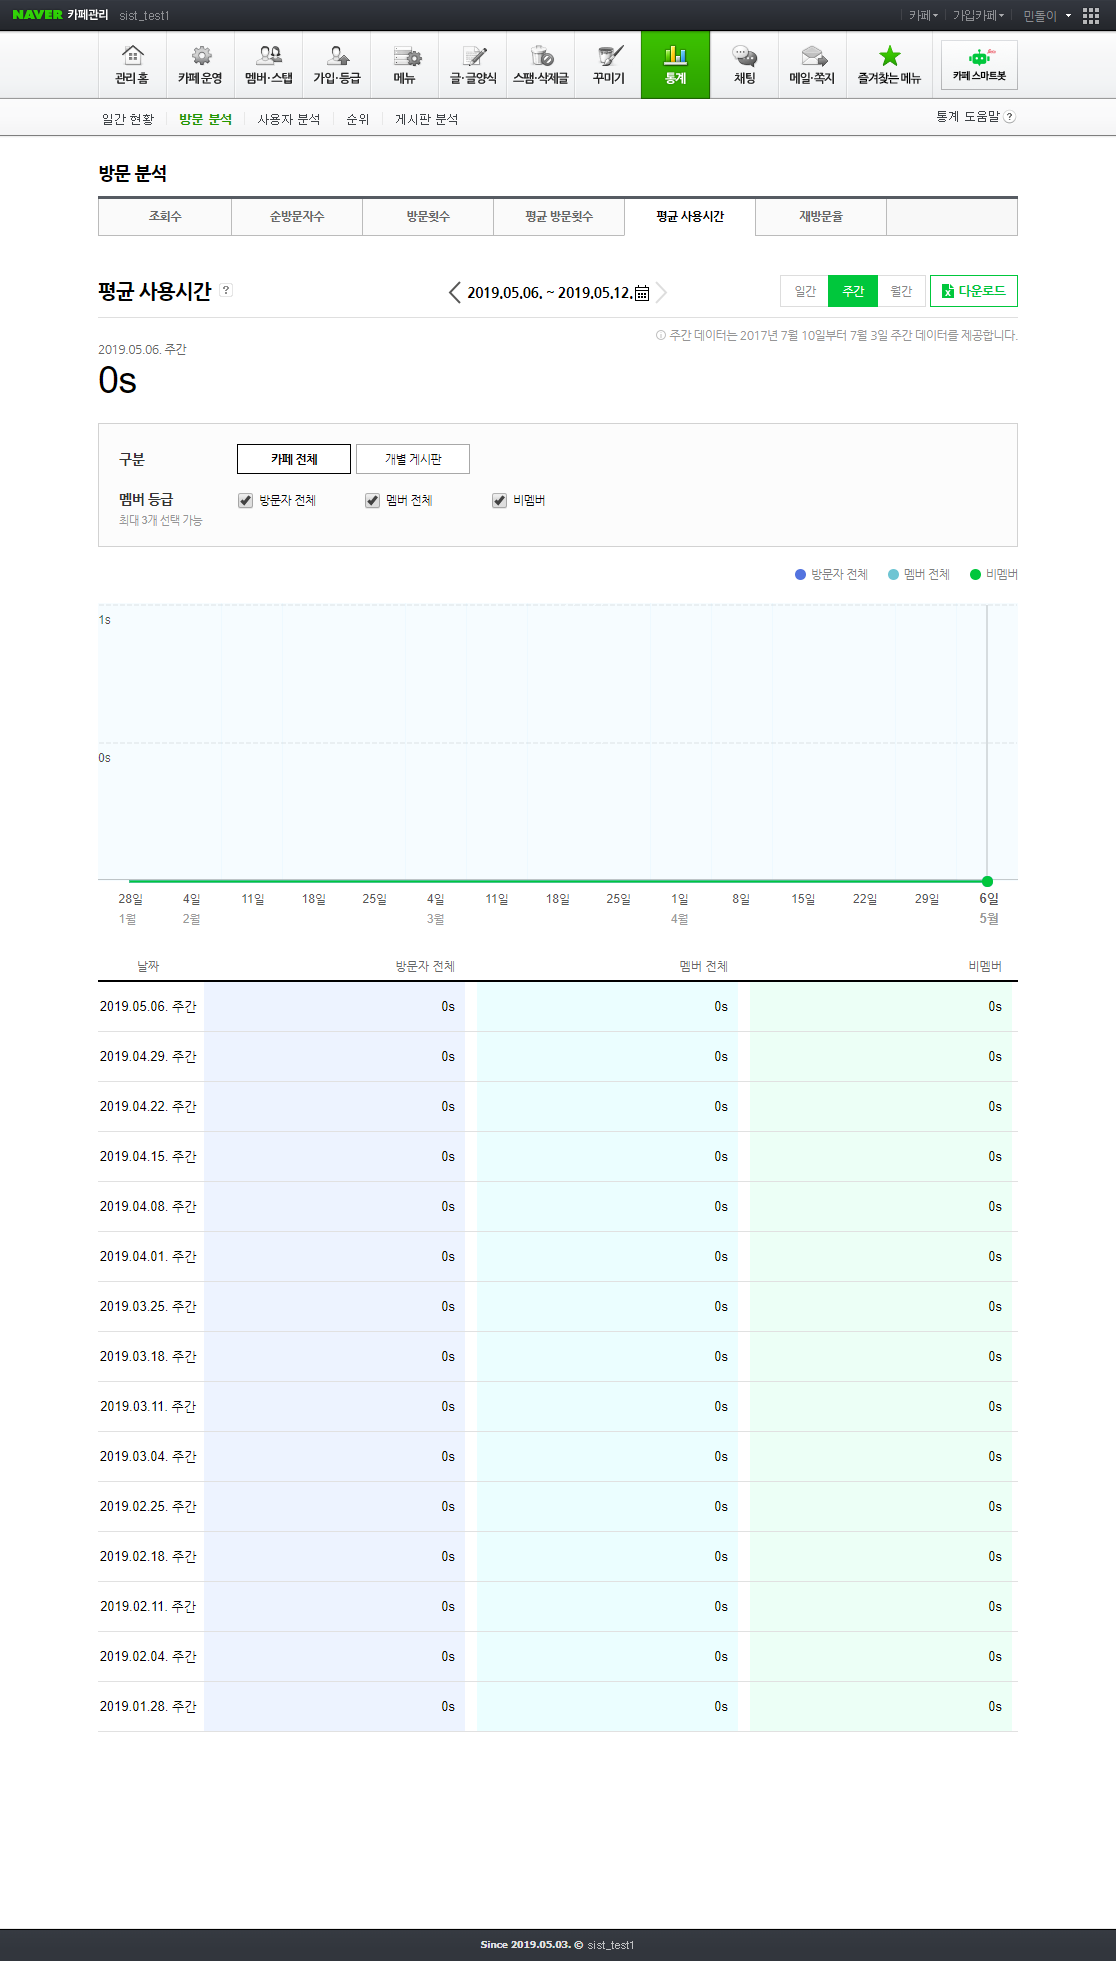 NAVER 카페관리 sist_test1 카페 가입카페 민돌이
관리 홈 카페 운영 멤버·스탭 가입·등급 메뉴 글·글양식 스팸·삭제글 꾸미기 통계 채팅 메일·쪽지 즐겨찾는 메뉴 카페 스마트봇
일간 현황 방문 분석 사용자 분석 순위 게시판 분석 통계 도움말 ?
방문 분석
조회수 순방문자수 방문횟수 평균 방문횟수 평균 사용시간 재방문율
평균 사용시간 ? 2019.05.06. ~ 2019.05.12. 일간 주간 월간 다운로드
주간 데이터는 2017년 7월 10일부터 7월 3일 주간 데이터를 제공합니다.
2019.05.06. 주간
0s
구분 카페 전체 개별 게시판
멤버 등급 방문자 전체 멤버 전체 비멤버
최대 3개 선택 가능
방문자 전체 멤버 전체 비멤버
1s
0s
28일 4일 11일 18일 25일 4일 11일 18일 25일 1일 8일 15일 22일 29일 6일
1월 2월 3월 4월 5월
날짜 방문자 전체 멤버 전체 비멤버
2019.05.06. 주간 0s 0s 0s
2019.04.29. 주간 0s 0s 0s
2019.04.22. 주간 0s 0s 0s
2019.04.15. 주간 0s 0s 0s
2019.04.08. 주간 0s 0s 0s
2019.04.01. 주간 0s 0s 0s
2019.03.25. 주간 0s 0s 0s
2019.03.18. 주간 0s 0s 0s
2019.03.11. 주간 0s 0s 0s
2019.03.04. 주간 0s 0s 0s
2019.02.25. 주간 0s 0s 0s
2019.02.18. 주간 0s 0s 0s
2019.02.11. 주간 0s 0s 0s
2019.02.04. 주간 0s 0s 0s
2019.01.28. 주간 0s 0s 0s
Since 2019.05.03. © sist_test1